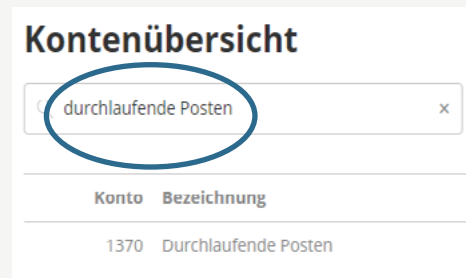 Kontenübersicht
durchlaufende Posten x
Konto Bezeichnung
1370 Durchlaufende Posten